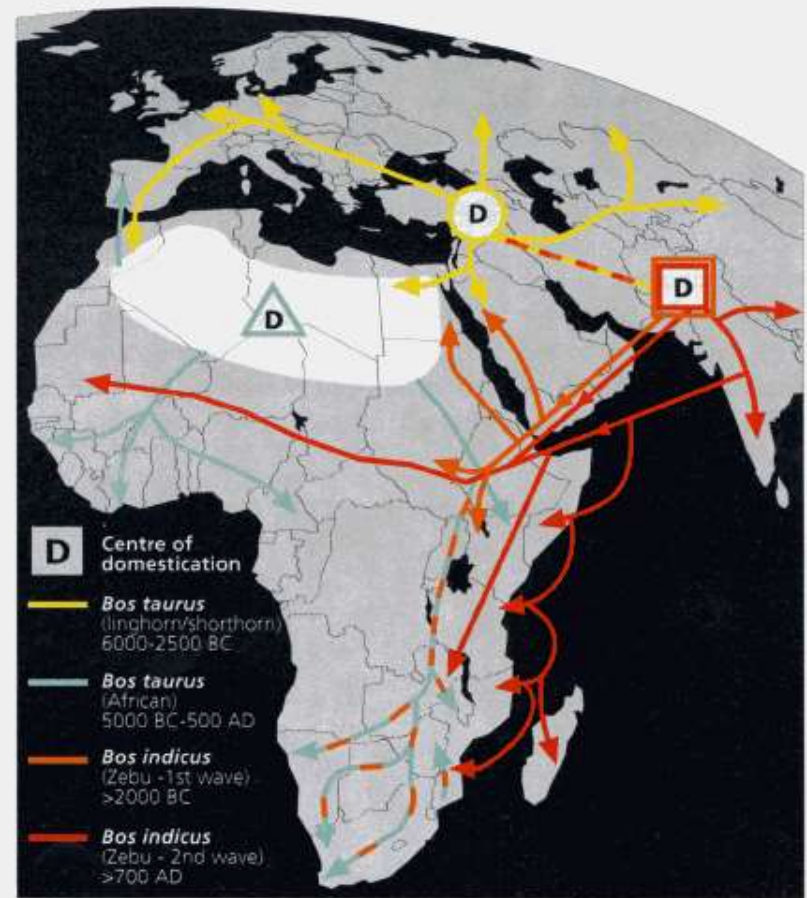 D
D
D
D
Centre of
domestication
Bos taurus
(linghorn/shorthorn)
6000-2500 BC
Bos taurus
(African)
5000 BC-500 AD
Bos indicus
(Zebu -1st wave)
>2000 BC
Bos indicus
(Zebu - 2nd wave)
>700 AD